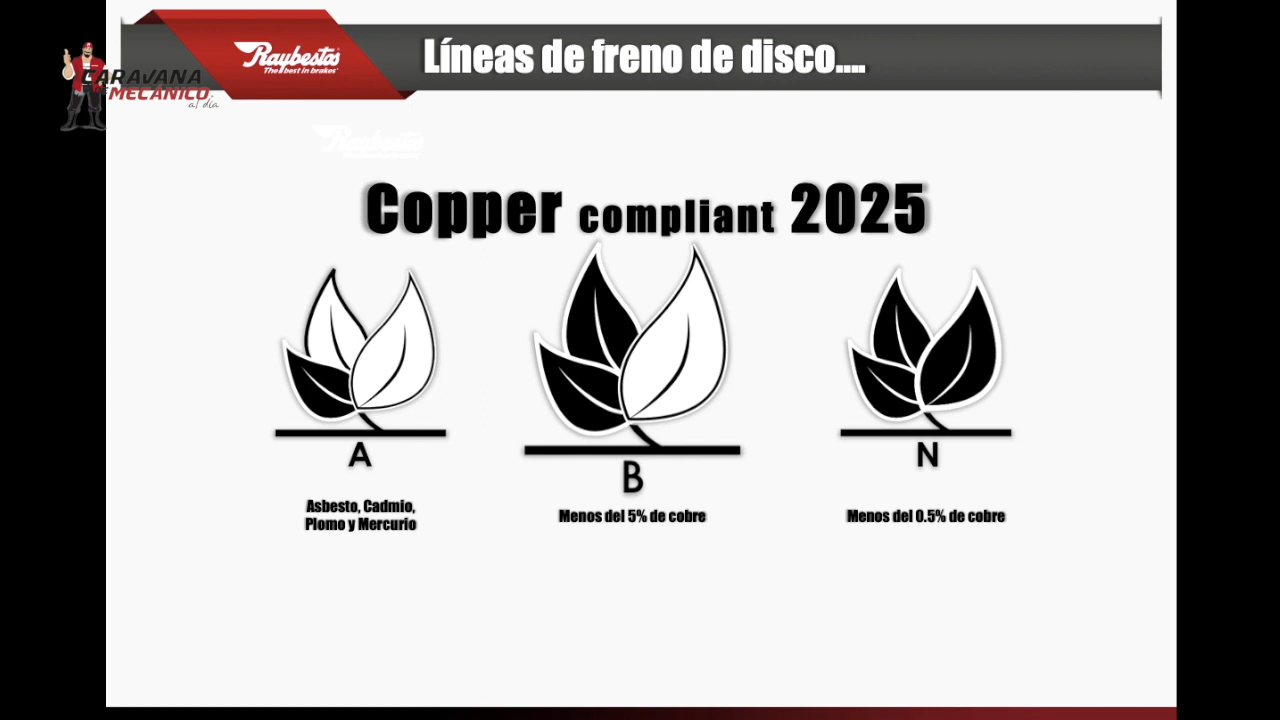 CARAVANA
MECÁNICO
al día
Raybestos
The best in brakes
Líneas de freno de disco....
Raybestos
Copper compliant 2025
A
B
N
Asbesto, Cadmio,
Plomo y Mercurio
Menos del 5% de cobre
Menos del 0.5% de cobre